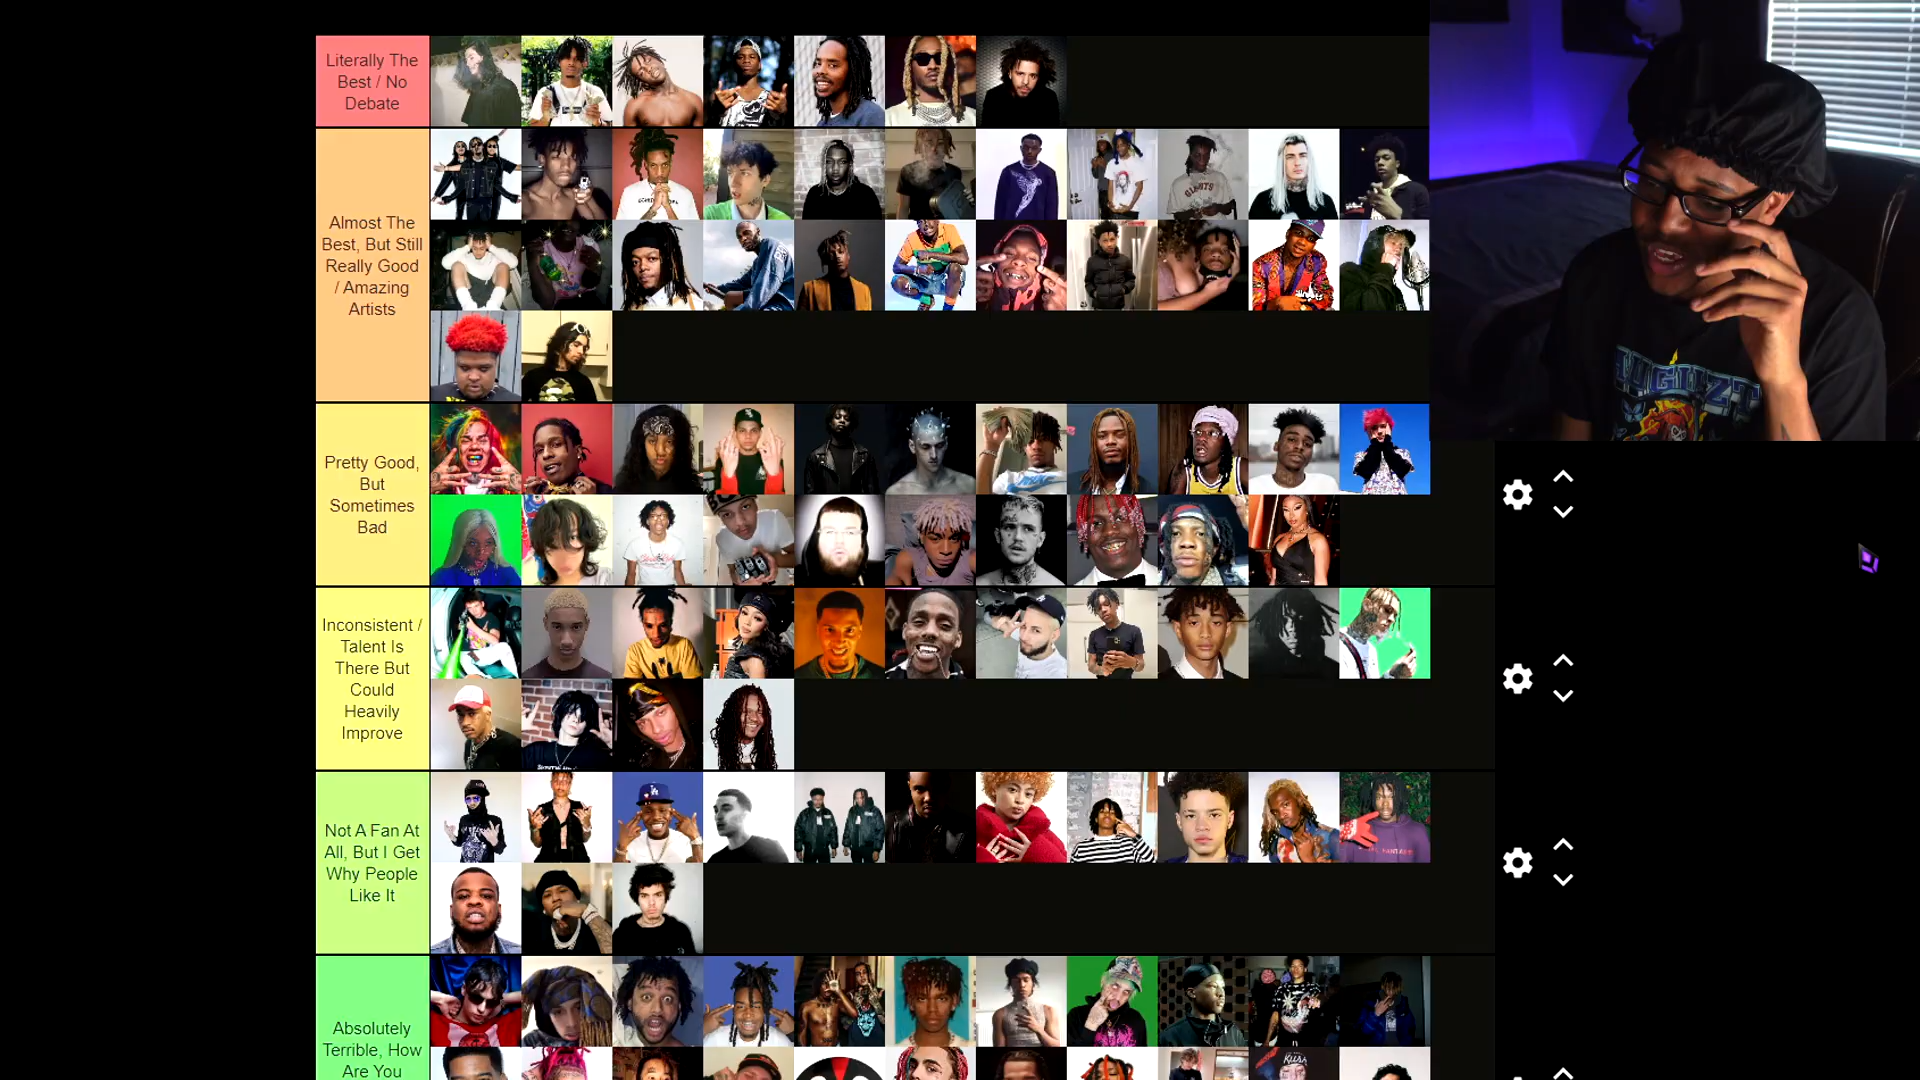 Literally The
Best / No
Debate
Almost The
Best, But Still
Really Good
/ Amazing
Artists
Pretty Good,
But
Sometimes
Bad
Inconsistent /
Talent Is
There But
Could
Heavily
Improve
Not A Fan At
All, But I Get
Why People
Like It
Absolutely
Terrible, How
Are You
GIANTS